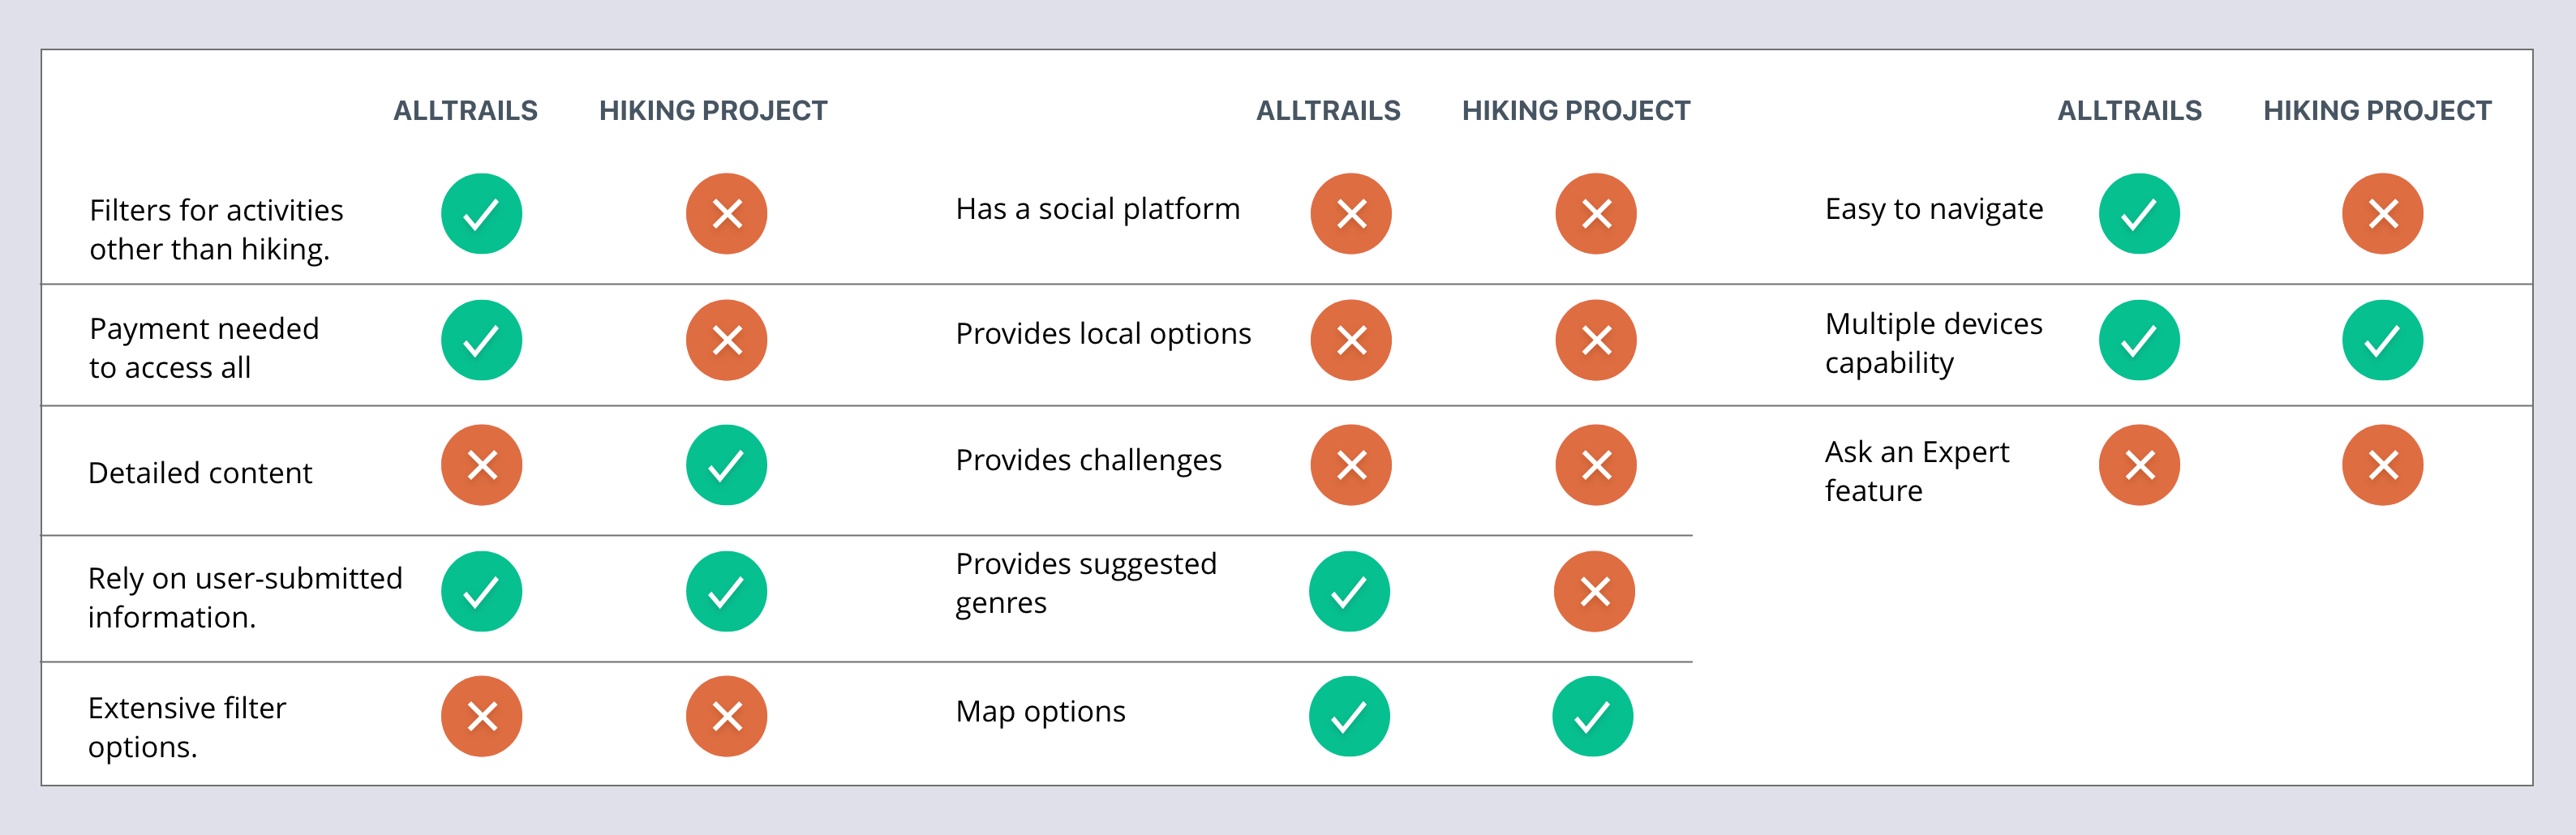 ALLTRAILS HIKING PROJECT
Filters for activities
other than hiking.
Payment needed
to access all
Detailed content
Rely on user-submitted
information.
Extensive filter
options.
ALLTRAILS HIKING PROJECT
Has a social platform
Provides local options
Provides challenges
Provides suggested
genres
Map options
ALLTRAILS HIKING PROJECT
Easy to navigate
Multiple devices
capability
Ask an Expert
feature